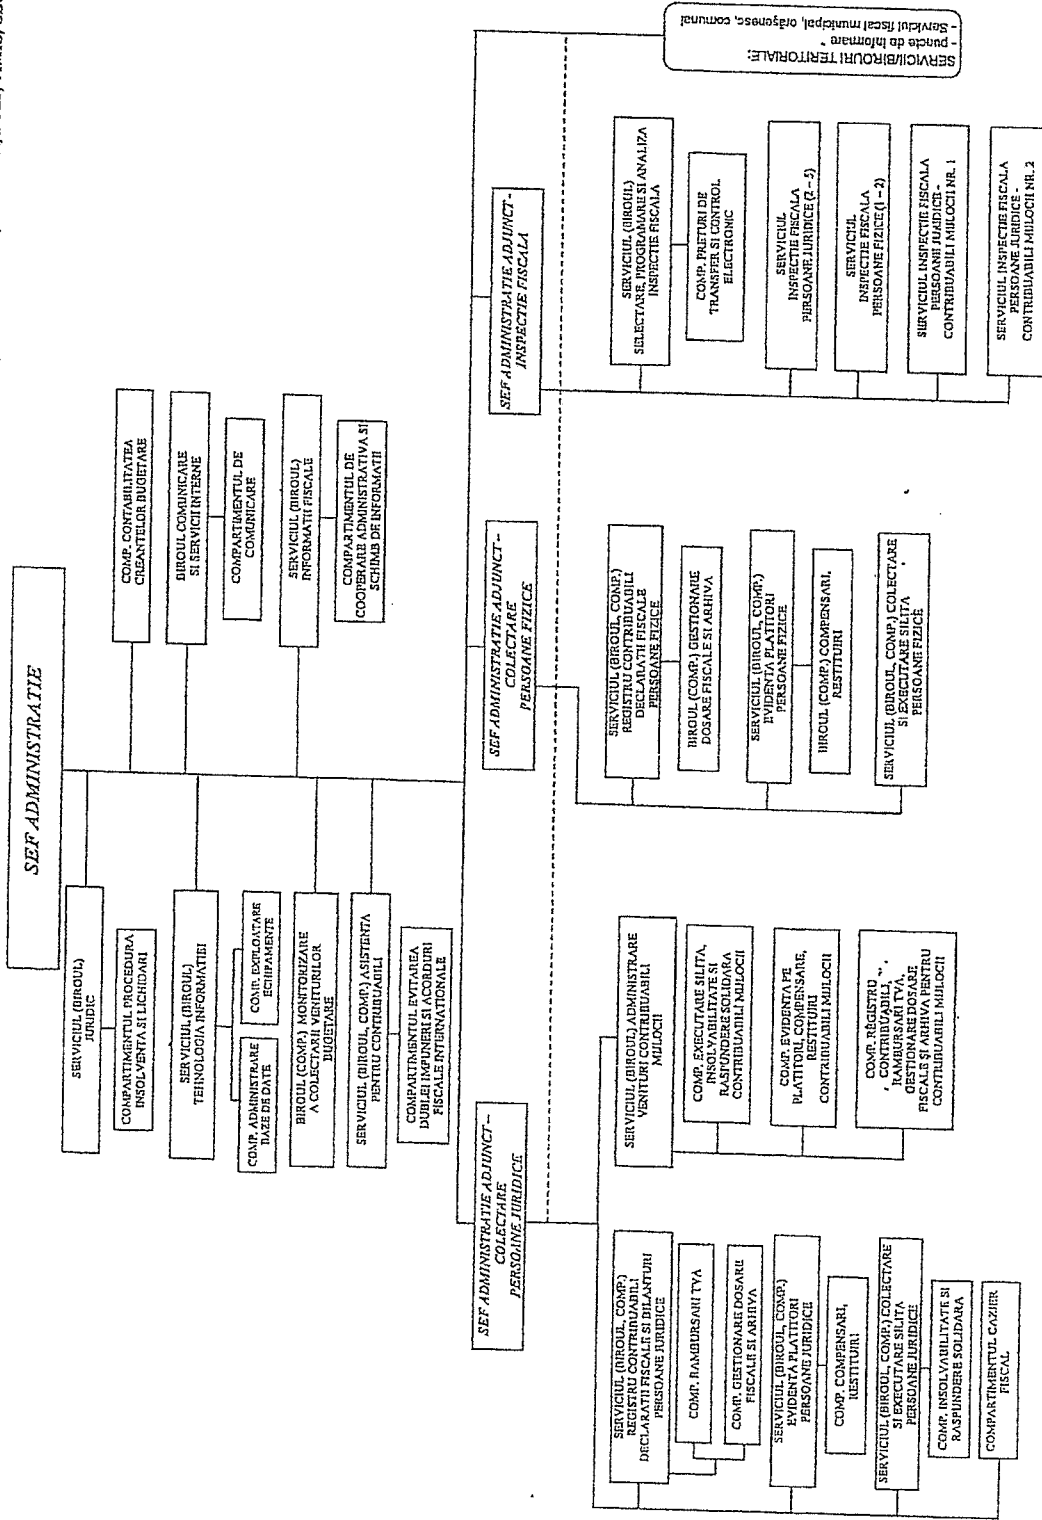 SEF ADMINISTRATIE
SERVICIUL (BIROUL)
JURIDIC
COMPARTIMENTUL PROCEDURA
INSOLVENTA SI LICHIDARI
SERVICIUL (BIROUL)
TEHNOLOGIA INFORMATIEI
COMP. ADMINISTRARE
BAZE DE DATE
COMP. EXPLOATARE
ECHIPAMENTE
BIROUL (COMP.) MONITORIZARE
A COLECTARII VENITURILOR
BUGETARE
SERVICIUL (BIROUL, COMP.) ASISTENTA
PENTRU CONTRIBUABILI
COMPARTIMENTUL EVITAREA
DUBLEI IMPUNERI SI ACORDURI
FISCALE INTERNATIONALE
COMP. CONTABILITATEA
CREANTELOR BUGETARE
BIROUL COMUNICARE
SI SERVICII INTERNE
COMPARTIMENTUL DE
COMUNICARE
SERVICIUL (BIROUL)
INFORMATII FISCALE
COMPARTIMENTUL DE
COOPERARE ADMINISTRATIVA SI
SCHIMB DE INFORMATII
SEF ADMINISTRATIE ADJUNCT –
COLECTARE
PERSOANE JURIDICE
SERVICIUL (BIROUL, COMP.)
REGISTRU CONTRIBUABILI
DECLARATII FISCALE SI BILANTURI
PERSOANE JURIDICE
COMP. RAMBURSARI TVA
COMP. GESTIONARE DOSARE
FISCALE SI ARHIVA
SERVICIUL (BIROUL, COMP.)
EVIDENTA PLATITORI
PERSOANE JURIDICE
COMP. COMPENSARI,
RESTITUIRI
SERVICIUL (BIROUL, COMP.) COLECTARE
SI EXECUTARE SILITA
PERSOANE JURIDICE
COMP. INSOLVABILITATE SI
RASPUNDERE SOLIDARA
COMPARTIMENTUL CAZIER
FISCAL
SERVICIUL (BIROUL) ADMINISTRARE
VENITURI CONTRIBUABILI
MIJLOCII
COMP. EXECUTARE SILITA,
INSOLVABILITATE SI
RASPUNDERE SOLIDARA
CONTRIBUABILI MIJLOCII
COMP. EVIDENTA PE
PLATITORI, COMPENSARE,
RESTITUIRI
CONTRIBUABILI MIJLOCII
COMP. REGISTRU
CONTRIBUABILI,
RAMBURSARI TVA,
GESTIONARE DOSARE
FISCALE ȘI ARHIVA PENTRU
CONTRIBUABILI MIJLOCII
SEF ADMINISTRATIE ADJUNCT –
COLECTARE
PERSOANE FIZICE
SERVICIUL (BIROUL, COMP.)
REGISTRU CONTRIBUABILI
DECLARATII FISCALE
PERSOANE FIZICE
BIROUL (COMP.) GESTIONARE
DOSARE FISCALE SI ARHIVA
SERVICIUL (BIROUL, COMP.)
EVIDENTA PLATITORI
PERSOANE FIZICE
BIROUL (COMP.) COMPENSARI,
RESTITUIRI
SERVICIUL (BIROUL, COMP.) COLECTARE
SI EXECUTARE SILITA
PERSOANE FIZICE
SEF ADMINISTRATIE ADJUNCT -
INSPECTIE FISCALA
SERVICIUL (BIROUL)
SELECTARE, PROGRAMARE SI ANALIZA
INSPECTIE FISCALA
COMP. PRETURI DE
TRANSFER SI CONTROL
ELECTRONIC
SERVICIUL
INSPECTIE FISCALA
PERSOANE JURIDICE (2 – 5)
SERVICIUL
INSPECTIE FISCALA
PERSOANE FIZICE (1 – 2)
SERVICIUL INSPECTIE FISCALA
PERSOANE JURIDICE -
CONTRIBUABILI MIJLOCII NR. 1
SERVICIUL INSPECTIE FISCALA
PERSOANE JURIDICE -
CONTRIBUABILI MIJLOCII NR. 2
SERVICII/BIROURI TERITORIALE:
- puncte de informare *
- Serviciul fiscal municipal, orășenesc, comunal